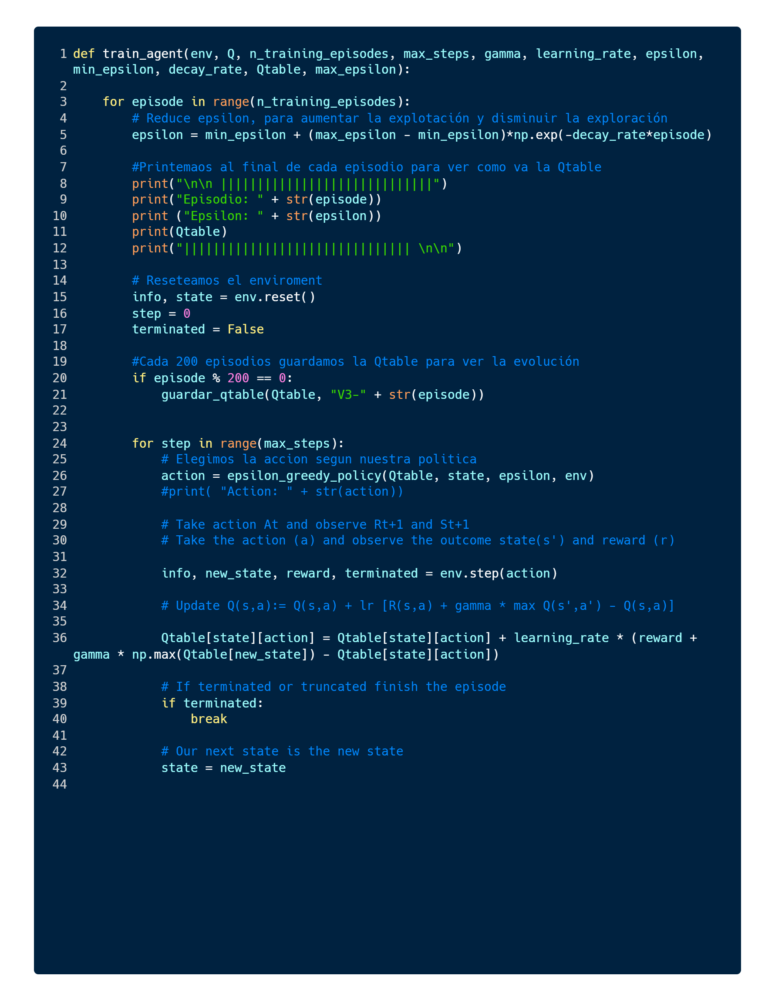 1 def train_agent(env, Q, n_training_episodes, max_steps, gamma, learning_rate, epsilon,
min_epsilon, decay_rate, Qtable, max_epsilon):
2
3     for episode in range(n_training_episodes):
4         # Reduce epsilon, para aumentar la explotación y disminuir la exploración
5         epsilon = min_epsilon + (max_epsilon - min_epsilon)*np.exp(-decay_rate*episode)
6
7         #Printemaos al final de cada episodio para ver como va la Qtable
8         print("\n\n |||||||||||||||||||||||||||||")
9         print("Episodio: " + str(episode))
10         print ("Epsilon: " + str(epsilon))
11         print(Qtable)
12         print("||||||||||||||||||||||||||||||| \n\n")
13
14         # Reseteamos el enviroment
15         info, state = env.reset()
16         step = 0
17         terminated = False
18
19         #Cada 200 episodios guardamos la Qtable para ver la evolución
20         if episode % 200 == 0:
21             guardar_qtable(Qtable, "V3-" + str(episode))
22
23
24         for step in range(max_steps):
25             # Elegimos la accion segun nuestra politica
26             action = epsilon_greedy_policy(Qtable, state, epsilon, env)
27             #print( "Action: " + str(action))
28
29             # Take action At and observe Rt+1 and St+1
30             # Take the action (a) and observe the outcome state(s') and reward (r)
31
32             info, new_state, reward, terminated = env.step(action)
33
34             # Update Q(s,a):= Q(s,a) + lr [R(s,a) + gamma * max Q(s',a') - Q(s,a)]
35
36             Qtable[state][action] = Qtable[state][action] + learning_rate * (reward +
gamma * np.max(Qtable[new_state]) - Qtable[state][action])
37
38             # If terminated or truncated finish the episode
39             if terminated:
40                 break
41
42             # Our next state is the new state
43             state = new_state
44